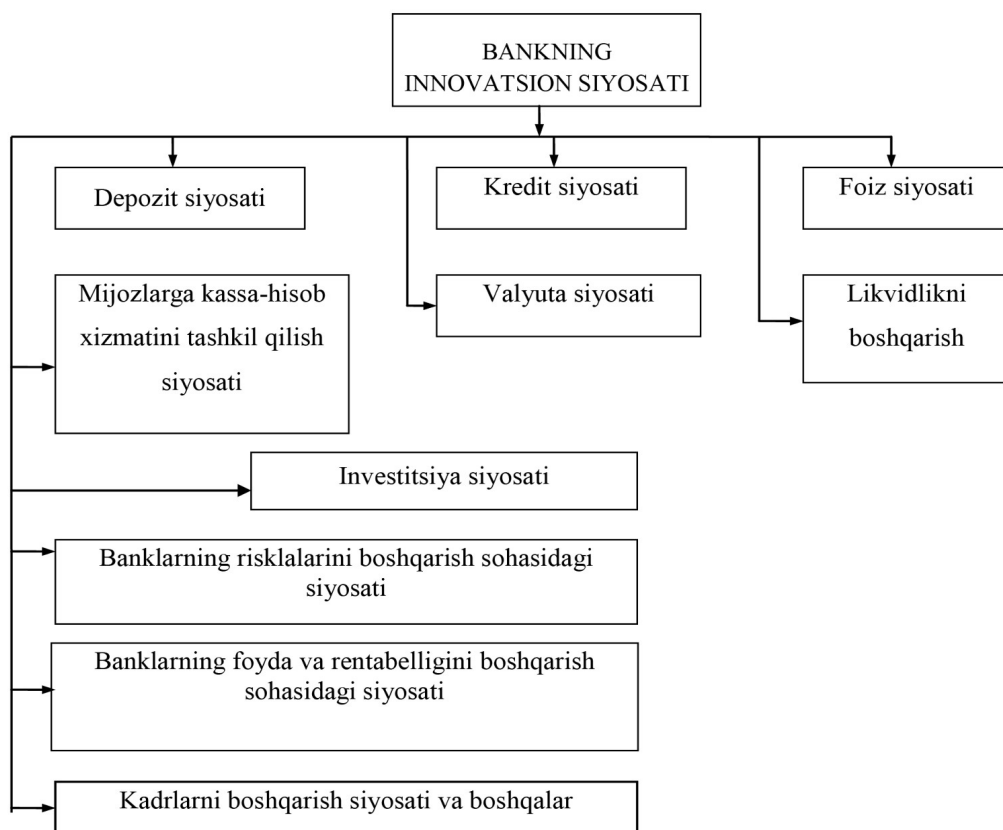 BANKNING
INNOVATSION SIYOSATI
Depozit siyosati
Kredit siyosati
Foiz siyosati
Mijozlarga kassa-hisob
xizmatini tashkil qilish
siyosati
Valyuta siyosati
Likvidlikni
boshqarish
Investitsiya siyosati
Banklarning risklalarini boshqarish sohasidagi
siyosati
Banklarning foyda va rentabelligini boshqarish
sohasidagi siyosati
Kadrlarni boshqarish siyosati va boshqalar